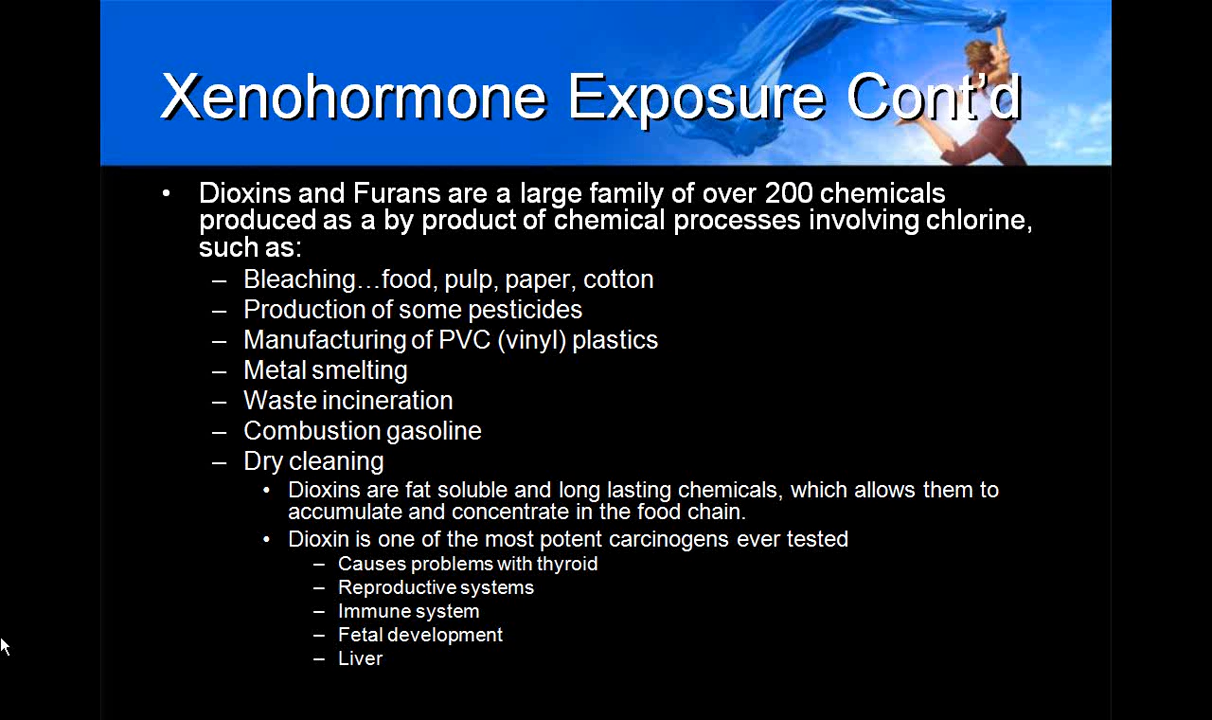 Xenohormone Exposure Cont'd
• Dioxins and Furans are a large family of over 200 chemicals
produced as a by product of chemical processes involving chlorine,
such as:
– Bleaching…food, pulp, paper, cotton
– Production of some pesticides
– Manufacturing of PVC (vinyl) plastics
– Metal smelting
– Waste incineration
– Combustion gasoline
– Dry cleaning
• Dioxins are fat soluble and long lasting chemicals, which allows them to
accumulate and concentrate in the food chain.
• Dioxin is one of the most potent carcinogens ever tested
– Causes problems with thyroid
– Reproductive systems
– Immune system
– Fetal development
– Liver